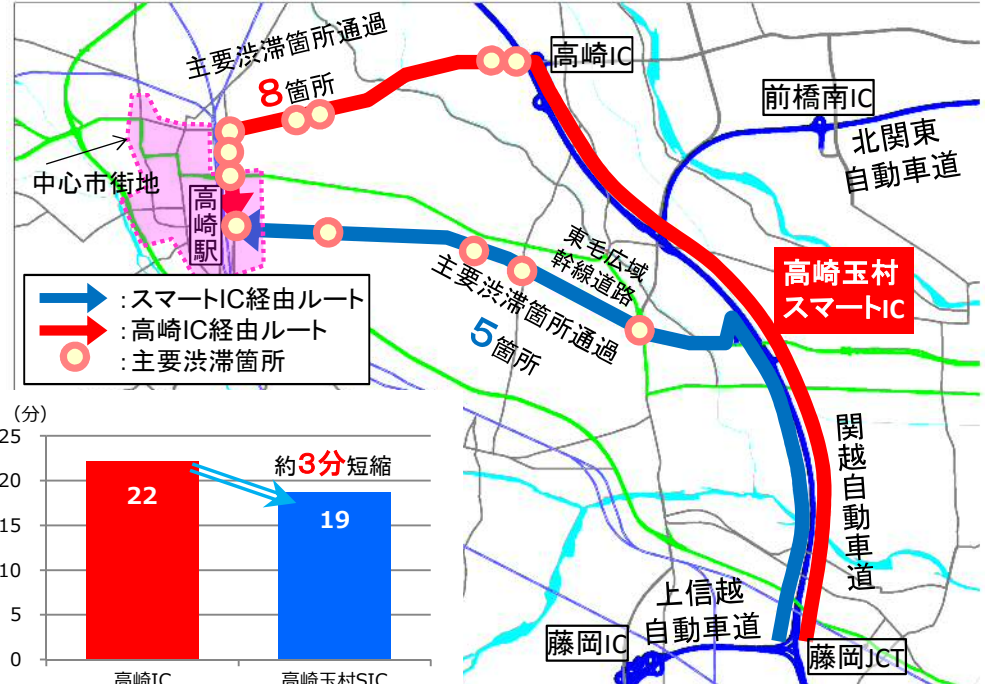 主要渋滞箇所通過
8箇所
高崎IC
前橋南IC
北関東
自動車道
中心市街地
高崎駅
東毛広域
幹線道路
高崎玉村
スマートIC
主要渋滞箇所通過
5箇所
:スマートIC経由ルート
:高崎IC経由ルート
:主要渋滞箇所
関越自動車道
上信越
自動車道
藤岡IC
藤岡JCT
(分)
25
20
15
10
5
0
22
約3分短縮
19
高崎IC
高崎玉村SIC